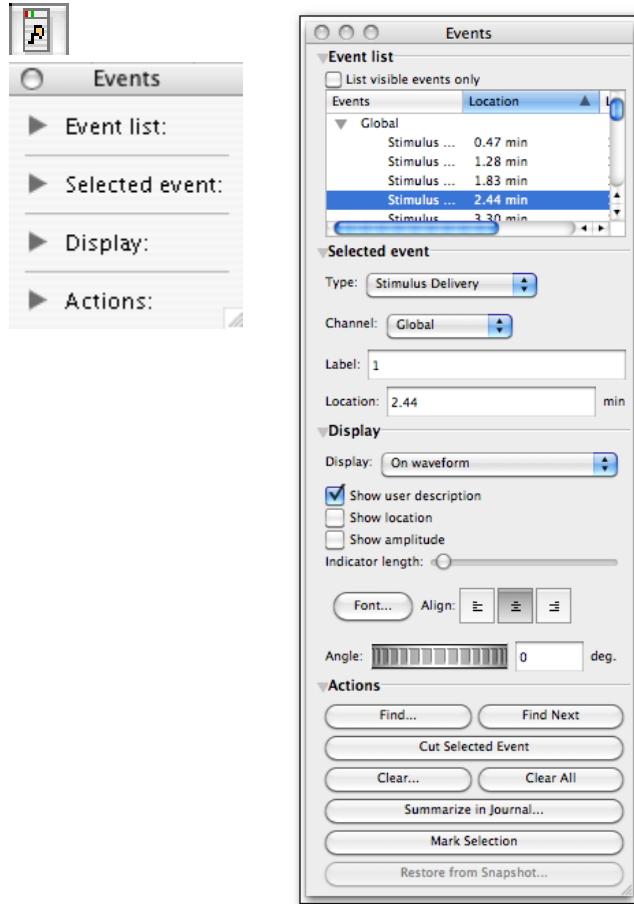 Events
Event list:
Selected event:
Display:
Actions:
Events
Event list
List visible events only
Events Location L
Global
Stimulus ... 0.47 min
Stimulus ... 1.28 min
Stimulus ... 1.83 min
Stimulus ... 2.44 min
Stimulus 3.30 min
Selected event
Type: Stimulus Delivery
Channel: Global
Label: 1
Location: 2.44 min
Display
Display: On waveform
Show user description
Show location
Show amplitude
Indicator length:
Font... Align:
Angle: 0 deg.
Actions
Find... Find Next
Cut Selected Event
Clear... Clear All
Summarize in Journal...
Mark Selection
Restore from Snapshot...